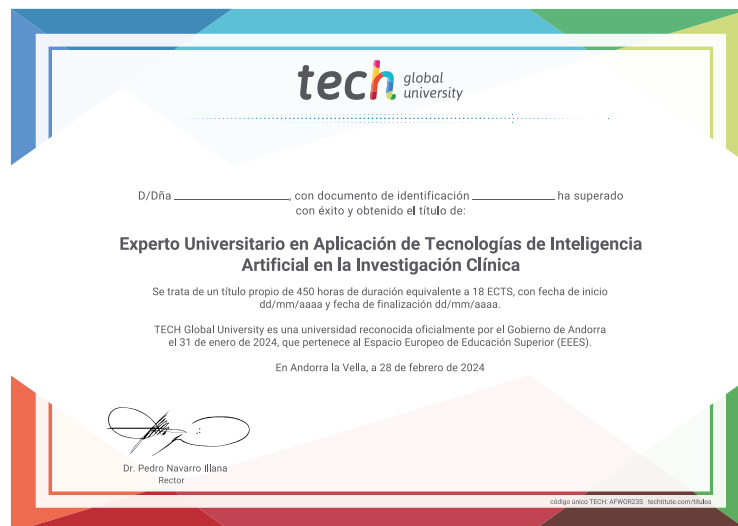 tech global
university
D/Dña ______________, con documento de identificación __________ ha superado
con éxito y obtenido el título de:
Experto Universitario en Aplicación de Tecnologías de Inteligencia
Artificial en la Investigación Clínica
Se trata de un título propio de 450 horas de duración equivalente a 18 ECTS, con fecha de inicio
dd/mm/aaaa y fecha de finalización dd/mm/aaaa.
TECH Global University es una universidad reconocida oficialmente por el Gobierno de Andorra
el 31 de enero de 2024, que pertenece al Espacio Europeo de Educación Superior (EEES).
En Andorra la Vella, a 28 de febrero de 2024
Dr. Pedro Navarro Illana
Rector
código único TECH: AFWOR23S techtitute.com/titulos